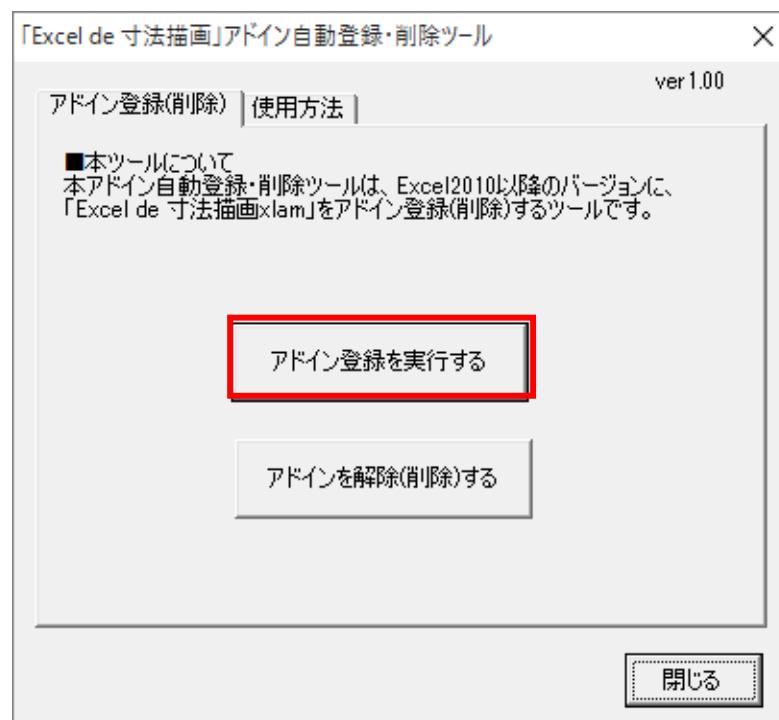 「Excel de 寸法描画」アドイン自動登録・削除ツール
ver 1.00
アドイン登録(削除)
使用方法
■本ツールについて
本アドイン自動登録・削除ツールは、Excel2010以降のバージョンに、
「Excel de 寸法描画xlam」をアドイン登録(削除)するツールです。
アドイン登録を実行する
アドインを解除(削除)する
閉じる